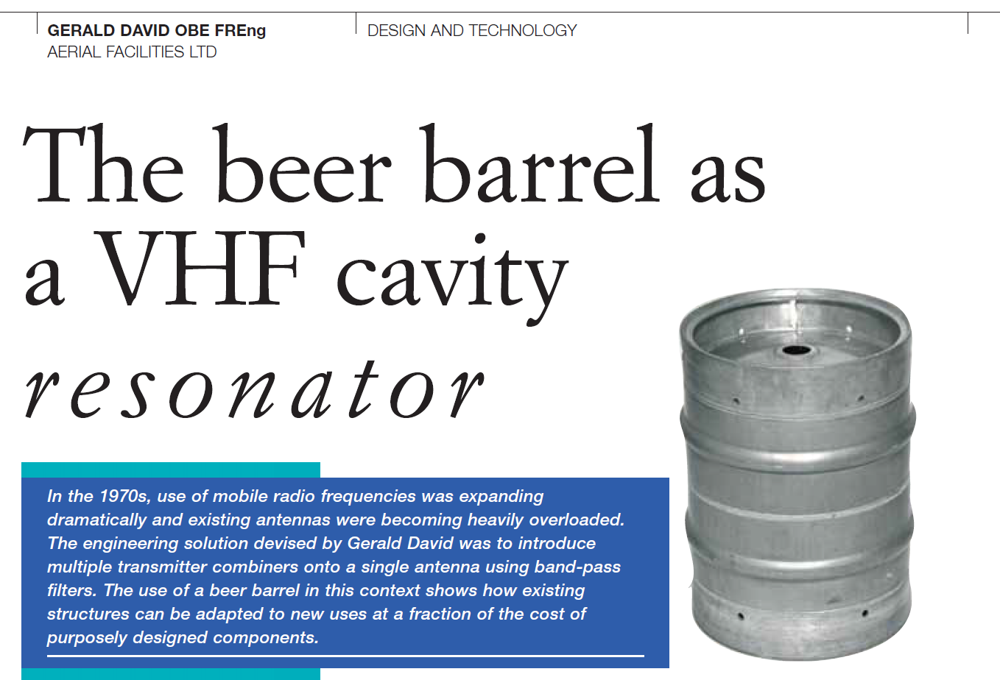 GERALD DAVID OBE FREng
AERIAL FACILITIES LTD
DESIGN AND TECHNOLOGY
The beer barrel as
a VHF cavity
resonator
In the 1970s, use of mobile radio frequencies was expanding
dramatically and existing antennas were becoming heavily overloaded.
The engineering solution devised by Gerald David was to introduce
multiple transmitter combiners onto a single antenna using band-pass
filters. The use of a beer barrel in this context shows how existing
structures can be adapted to new uses at a fraction of the cost of
purposely designed components.